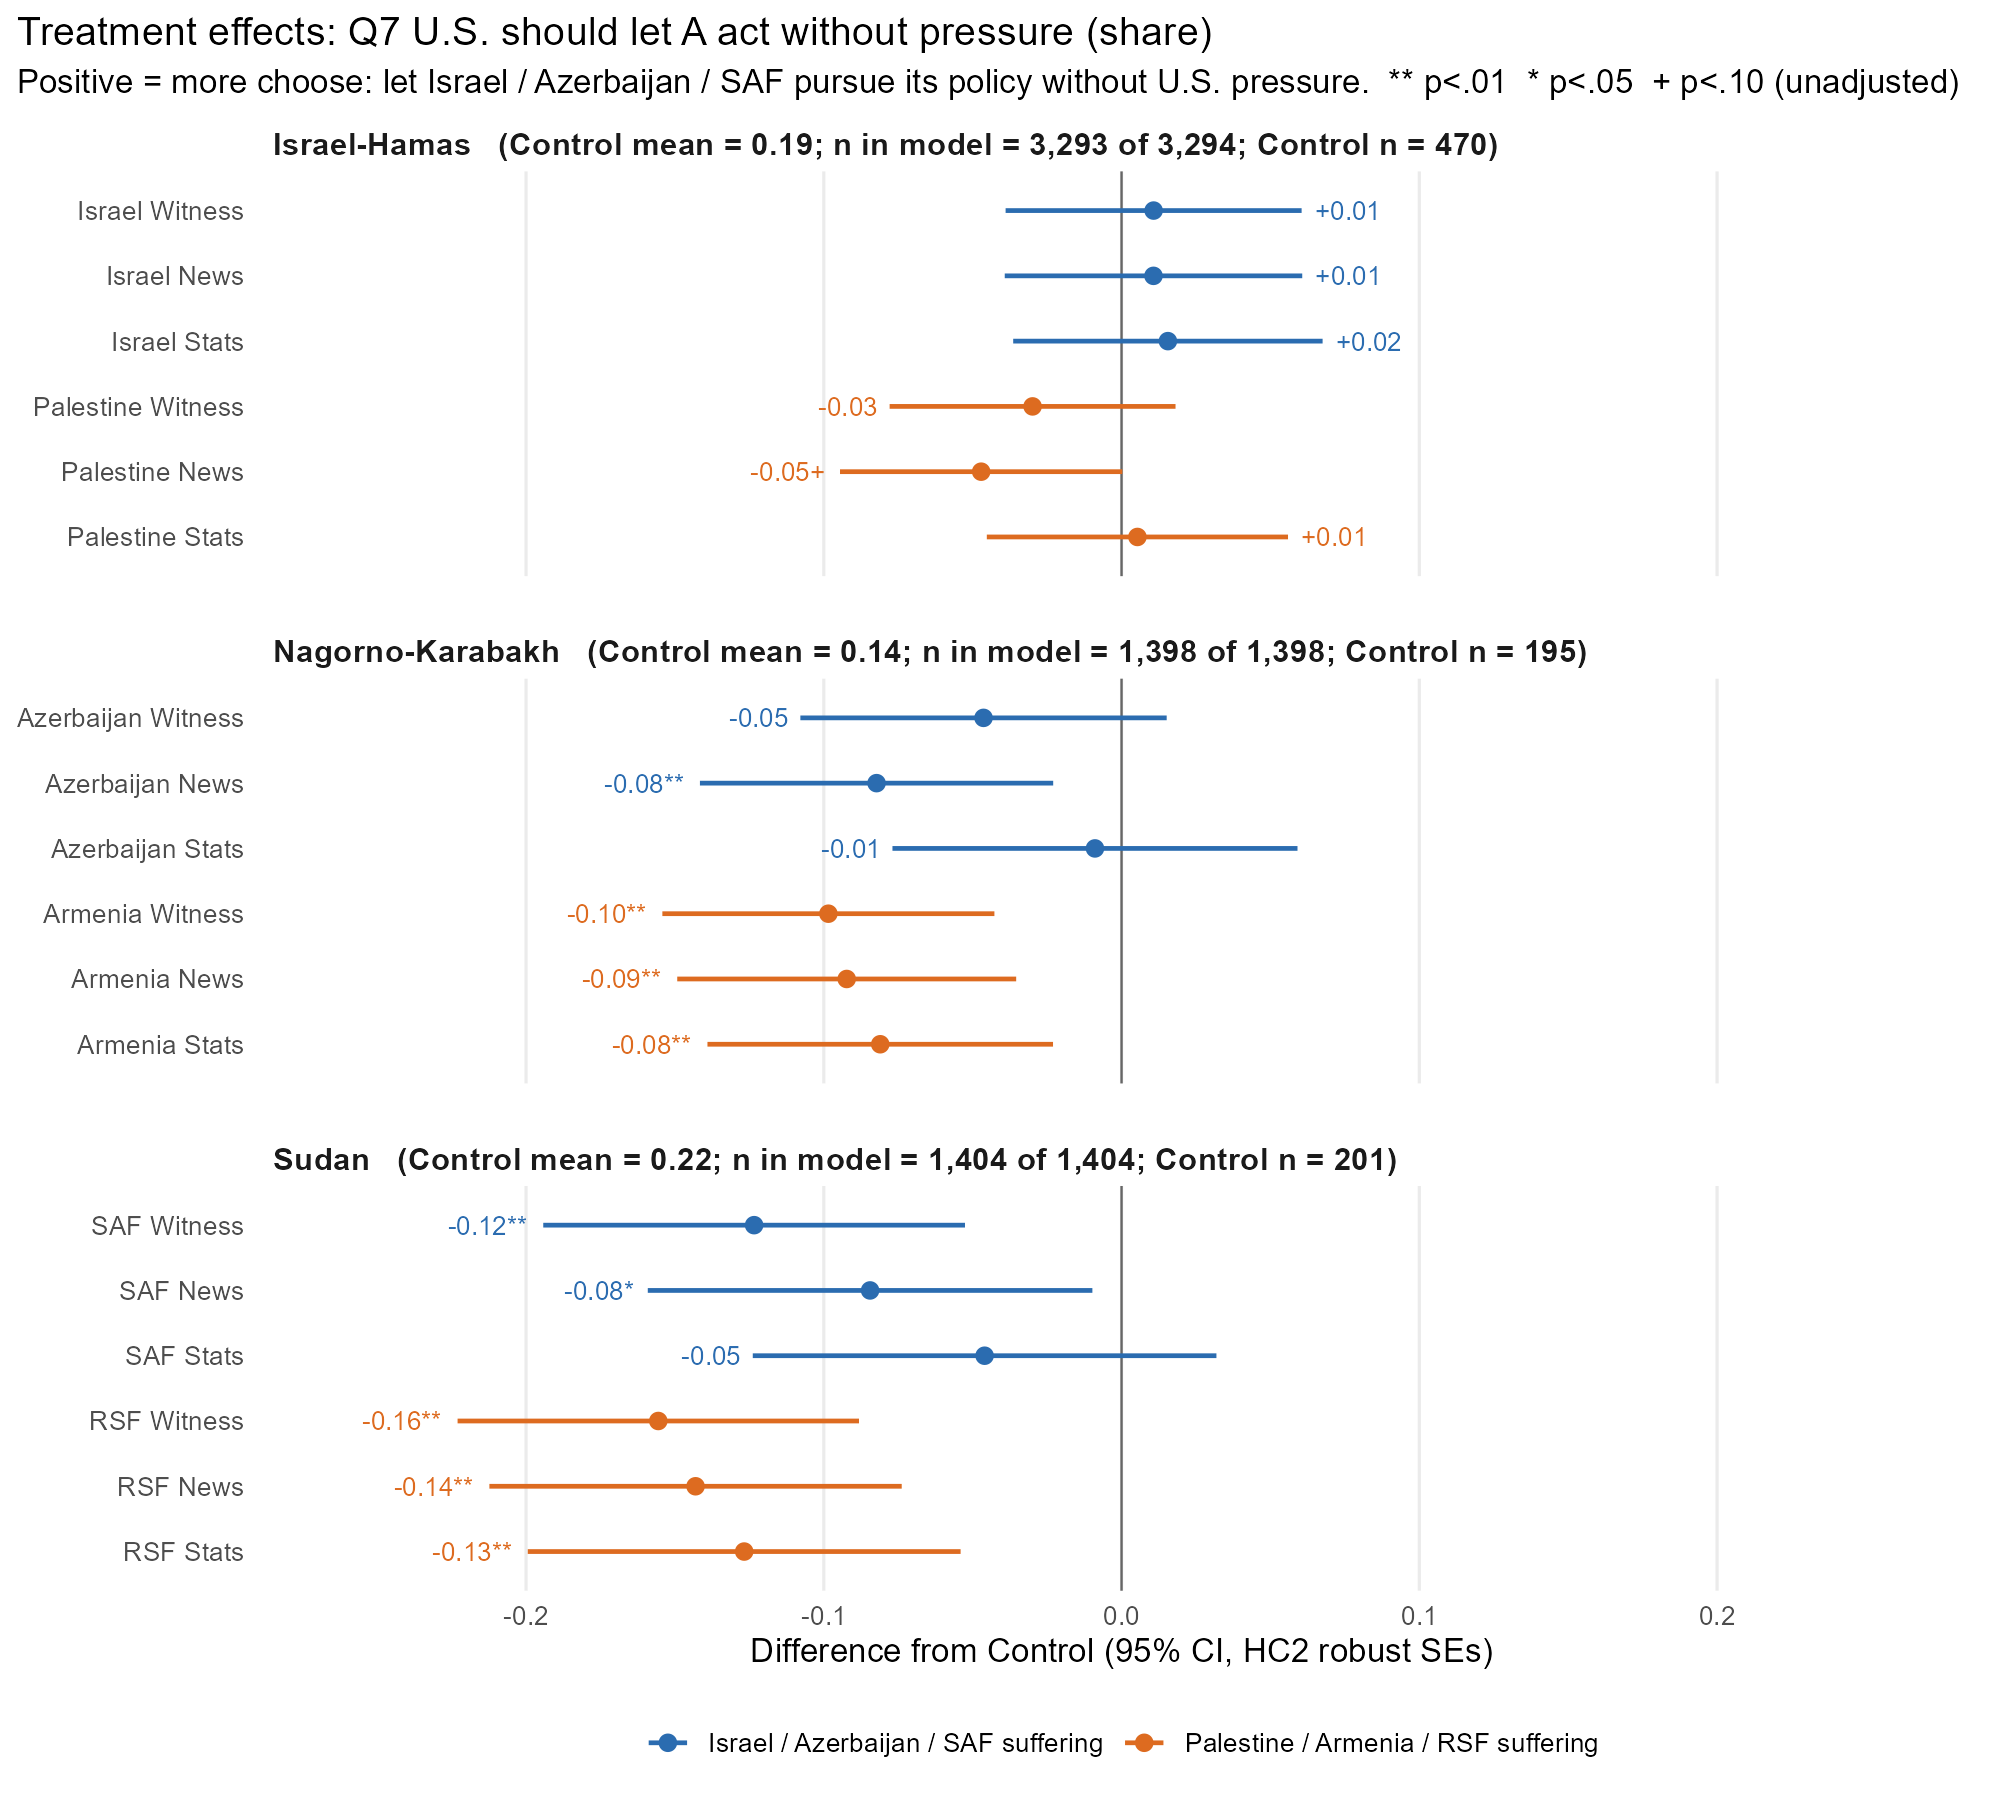 Treatment effects: Q7 U.S. should let A act without pressure (share)
Positive = more choose: let Israel / Azerbaijan / SAF pursue its policy without U.S. pressure.  ** p<.01  * p<.05  + p<.10 (unadjusted)
Israel-Hamas   (Control mean = 0.19; n in model = 3,293 of 3,294; Control n = 470)
Israel Witness +0.01
Israel News +0.01
Israel Stats +0.02
Palestine Witness -0.03
Palestine News -0.05+
Palestine Stats +0.01
Nagorno-Karabakh   (Control mean = 0.14; n in model = 1,398 of 1,398; Control n = 195)
Azerbaijan Witness -0.05
Azerbaijan News -0.08**
Azerbaijan Stats -0.01
Armenia Witness -0.10**
Armenia News -0.09**
Armenia Stats -0.08**
Sudan   (Control mean = 0.22; n in model = 1,404 of 1,404; Control n = 201)
SAF Witness -0.12**
SAF News -0.08*
SAF Stats -0.05
RSF Witness -0.16**
RSF News -0.14**
RSF Stats -0.13**
-0.2 -0.1 0.0 0.1 0.2
Difference from Control (95% CI, HC2 robust SEs)
Israel / Azerbaijan / SAF suffering Palestine / Armenia / RSF suffering